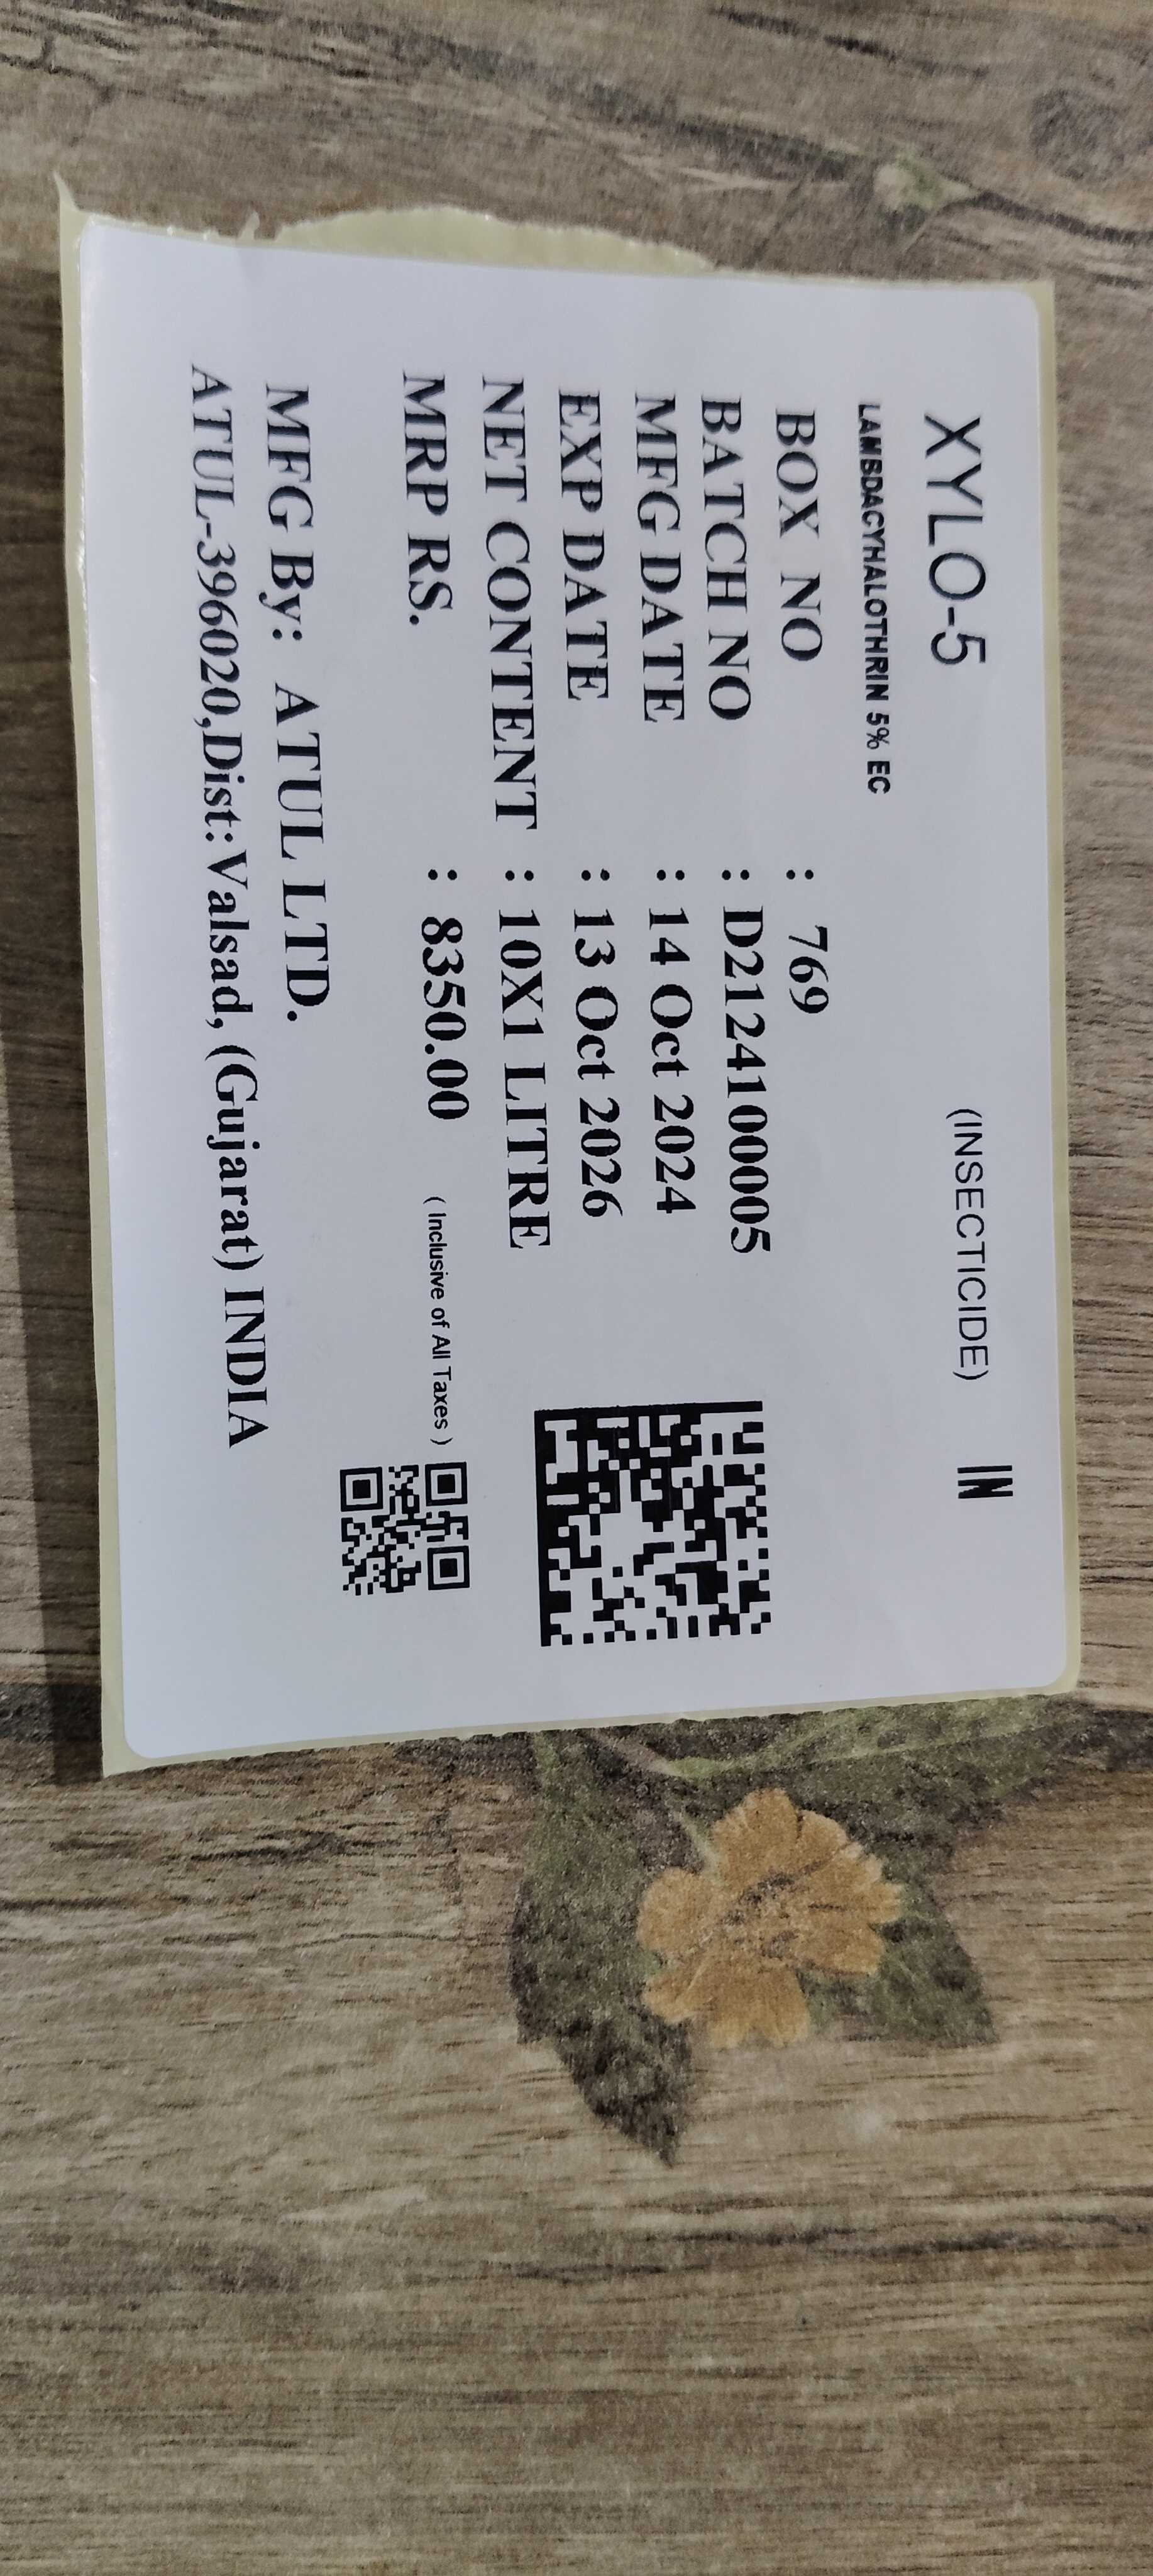 XYLO-5 (INSECTICIDE) IN
LAMBDACYHALOTHRIN 5% EC
BOX NO : 769
BATCH NO : D212410005
MFG DATE : 14 Oct 2024
EXP DATE : 13 Oct 2026
NET CONTENT : 10X1 LITRE
MRP RS. : 8350.00 ( Inclusive of All Taxes )
MFG By: ATUL LTD.
ATUL-396020,Dist:Valsad, (Gujarat) INDIA